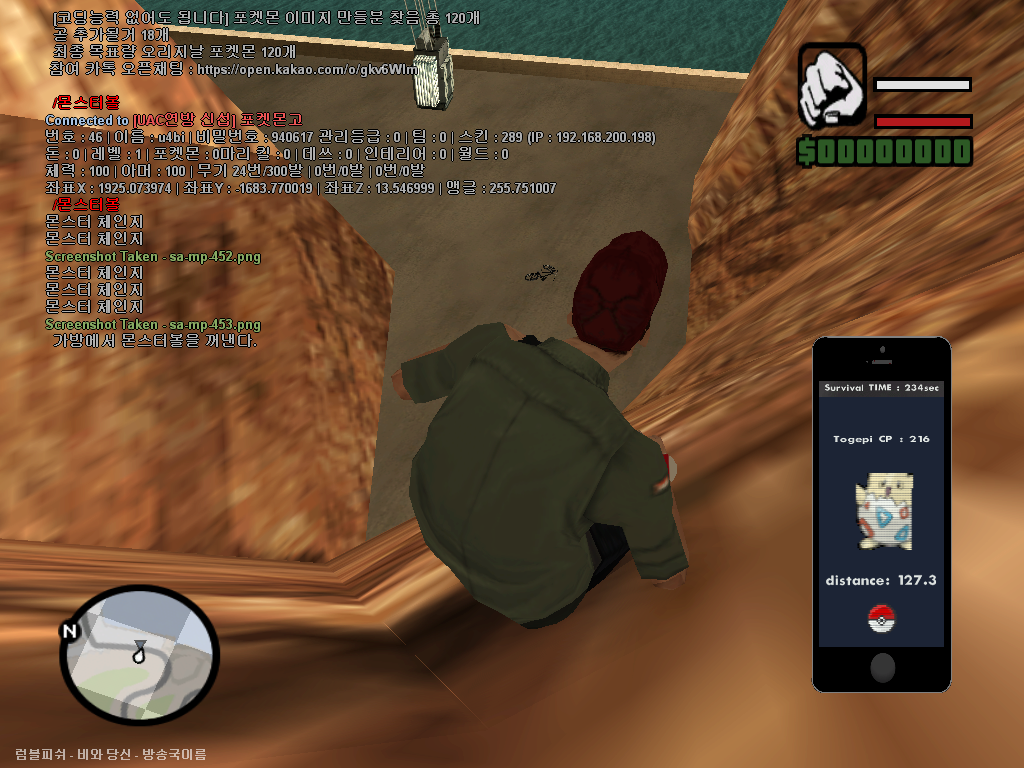 [코딩능력 없어도 됩니다] 포켓몬 이미지 만들분 찾음 총 120개
곧 추가될거 18개
최종 목표량 오리지날 포켓몬 120개
참여 카톡 오픈채팅 : https://open.kakao.com/o/gkv6Wlm
/몬스터볼
Connected to [UAC연방 신섭] 포켓몬고
번호 : 46 | 이름 : u4bi | 비밀번호 : 940617 관리등급 : 0 | 팀 : 0 | 스킨 : 289 (IP : 192.168.200.198)
돈 : 0 | 레벨 : 1 | 포켓몬 : 0마리 킬 : 0 | 데쓰 : 0 | 인테리어 : 0 | 월드 : 0
체력 : 100 | 아머 : 100 | 무기 24번/300발 | 0번/0발 | 0번/0발
좌표X : 1925.073974 | 좌표Y : -1683.770019 | 좌표Z : 13.546999 | 앵글 : 255.751007
/몬스터볼
몬스터 체인지
몬스터 체인지
Screenshot Taken - sa-mp-452.png
몬스터 체인지
몬스터 체인지
몬스터 체인지
Screenshot Taken - sa-mp-453.png
가방에서 몬스터볼을 꺼낸다.
$00000000
Survival TIME : 234sec
Togepi CP : 216
distance: 127.3
N
럼블피쉬 - 비와 당신 - 방송국이름